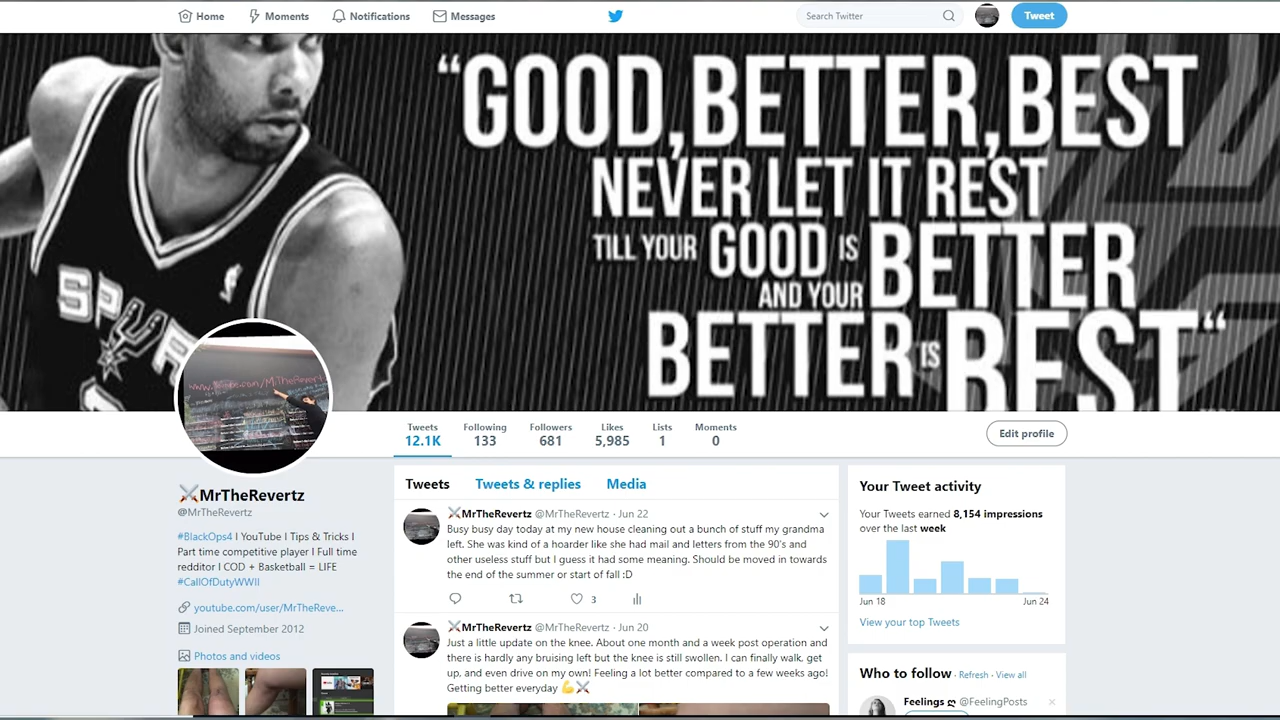 Home
Moments
Notifications
Messages
Search Twitter
Tweet
“GOOD, BETTER, BEST
NEVER LET IT REST
TILL YOUR GOOD IS BETTER
AND YOUR
BETTER IS BEST“
SPUR
www.Twitter.com/MrTheRevert
Tweets
12.1K
Following
133
Followers
681
Likes
5,985
Lists
1
Moments
0
Edit profile
⚔MrTheRevertz
@MrTheRevertz
#BlackOps4 I YouTube I Tips & Tricks I
Part time competitive player I Full time
redditor I COD + Basketball = LIFE
#CallOfDutyWWII
youtube.com/user/MrTheReve...
Joined September 2012
Photos and videos
Tweets
Tweets & replies
Media
⚔MrTheRevertz @MrTheRevertz · Jun 22
Busy busy day today at my new house cleaning out a bunch of stuff my grandma
left. She was kind of a hoarder like she had mail and letters from the 90's and
other useless stuff but I guess it had some meaning. Should be moved in towards
the end of the summer or start of fall :D
3
⚔MrTheRevertz @MrTheRevertz · Jun 20
Just a little update on the knee. About one month and a week post operation and
there is hardly any bruising left but the knee is still swollen. I can finally walk, get
up, and even drive on my own! Feeling a lot better compared to a few weeks ago!
Getting better everyday 💪⚔
Your Tweet activity
Your Tweets earned 8,154 impressions
over the last week
Jun 18
Jun 24
View your top Tweets
Who to follow · Refresh · View all
Feelings ღ @FeelingPosts